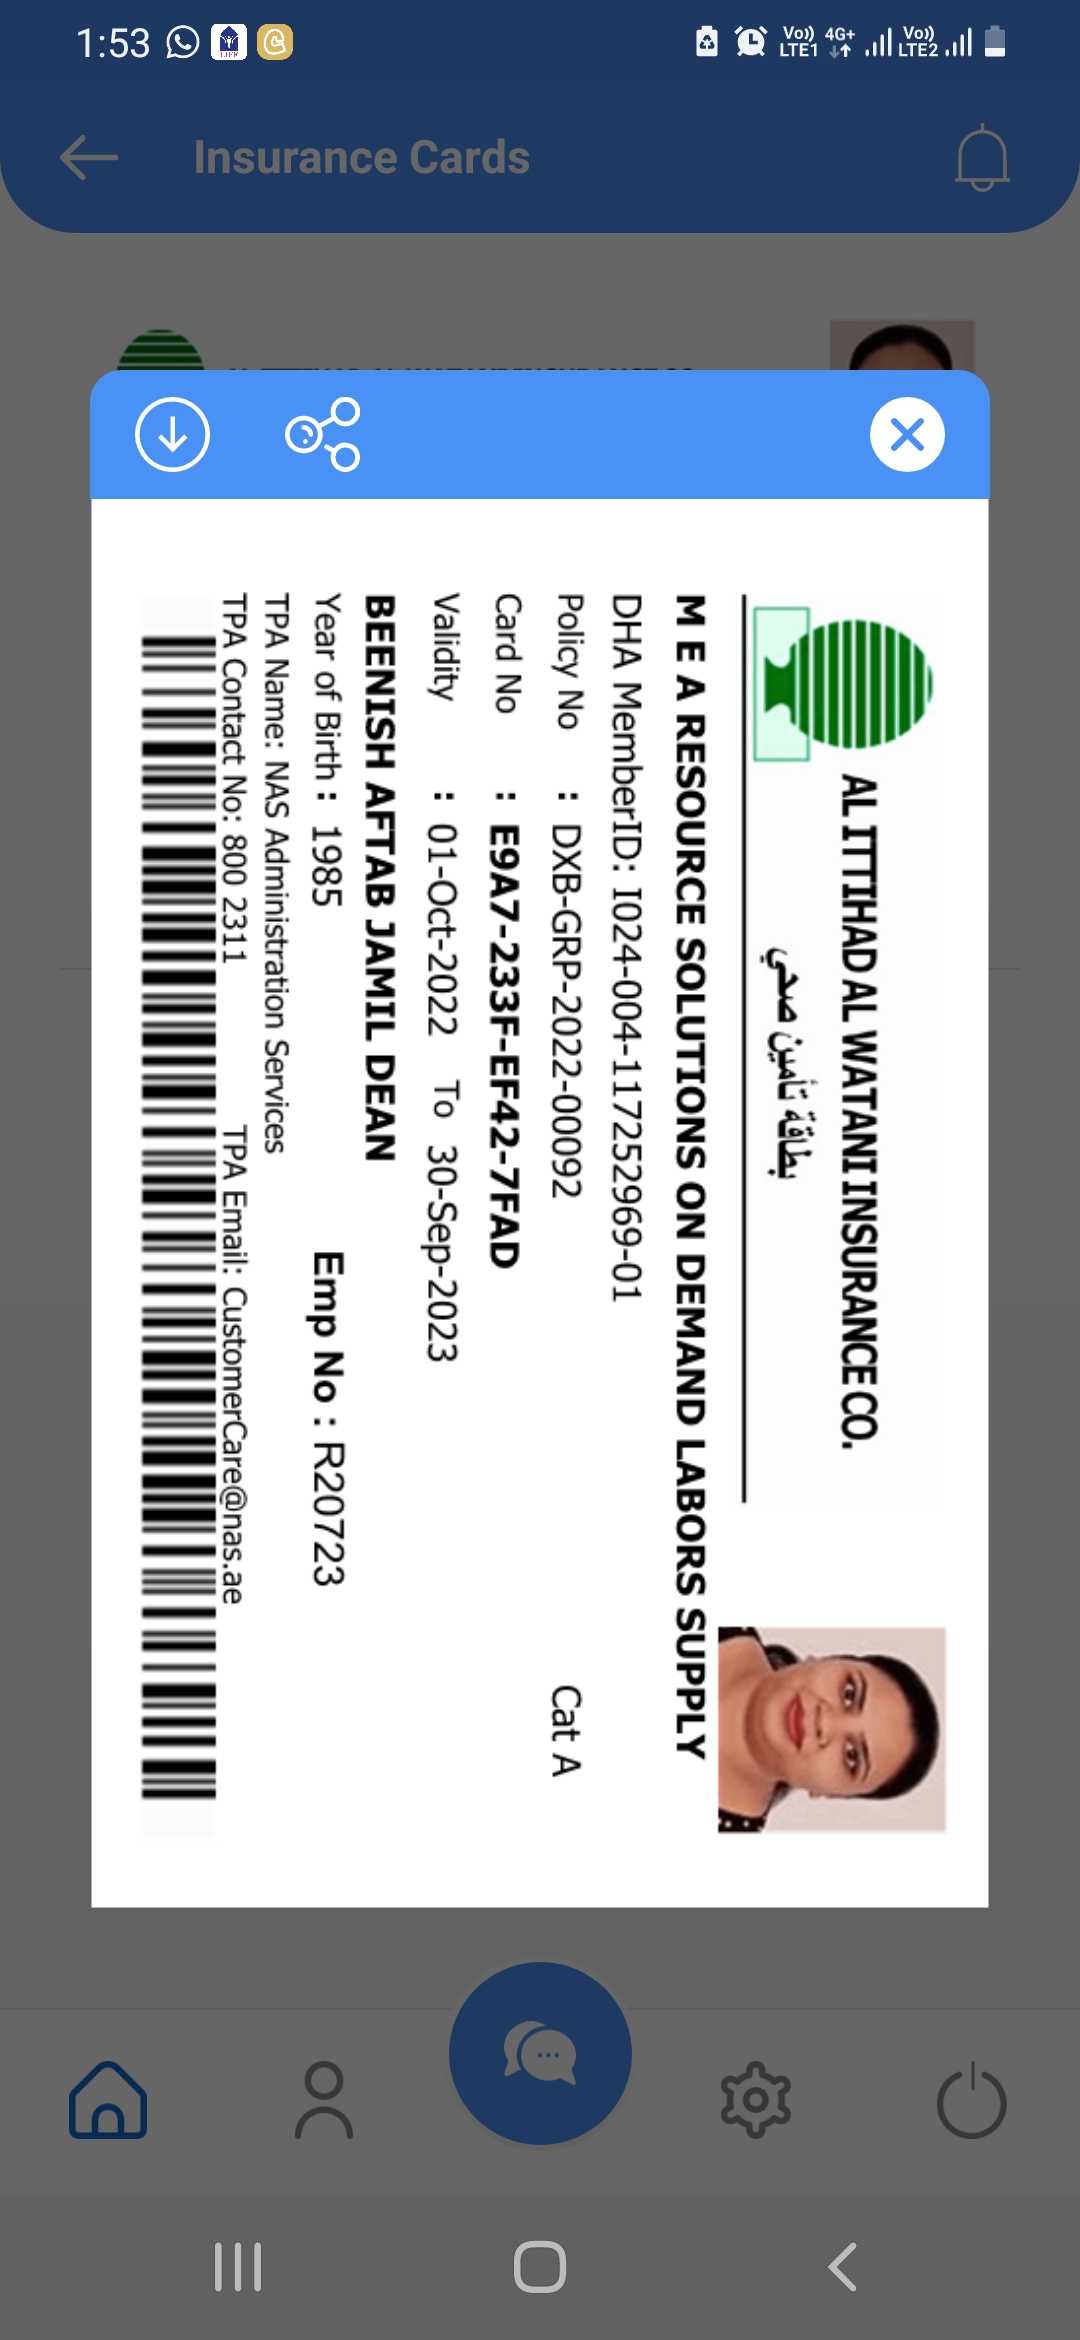 1:53
Vo)) LTE1 4G+ Vo)) LTE2
Insurance Cards
AL ITTIHAD AL WATANI INSURANCE CO.
بطاقة تأمين صحي
M E A RESOURCE SOLUTIONS ON DEMAND LABORS SUPPLY
DHA MemberID: I024-004-117252969-01
Policy No : DXB-GRP-2022-00092 Cat A
Card No : E9A7-233F-EF42-7FAD
Validity : 01-Oct-2022 To 30-Sep-2023
BEENISH AFTAB JAMIL DEAN
Year of Birth : 1985 Emp No : R20723
TPA Name: NAS Administration Services
TPA Contact No: 800 2311 TPA Email: CustomerCare@nas.ae